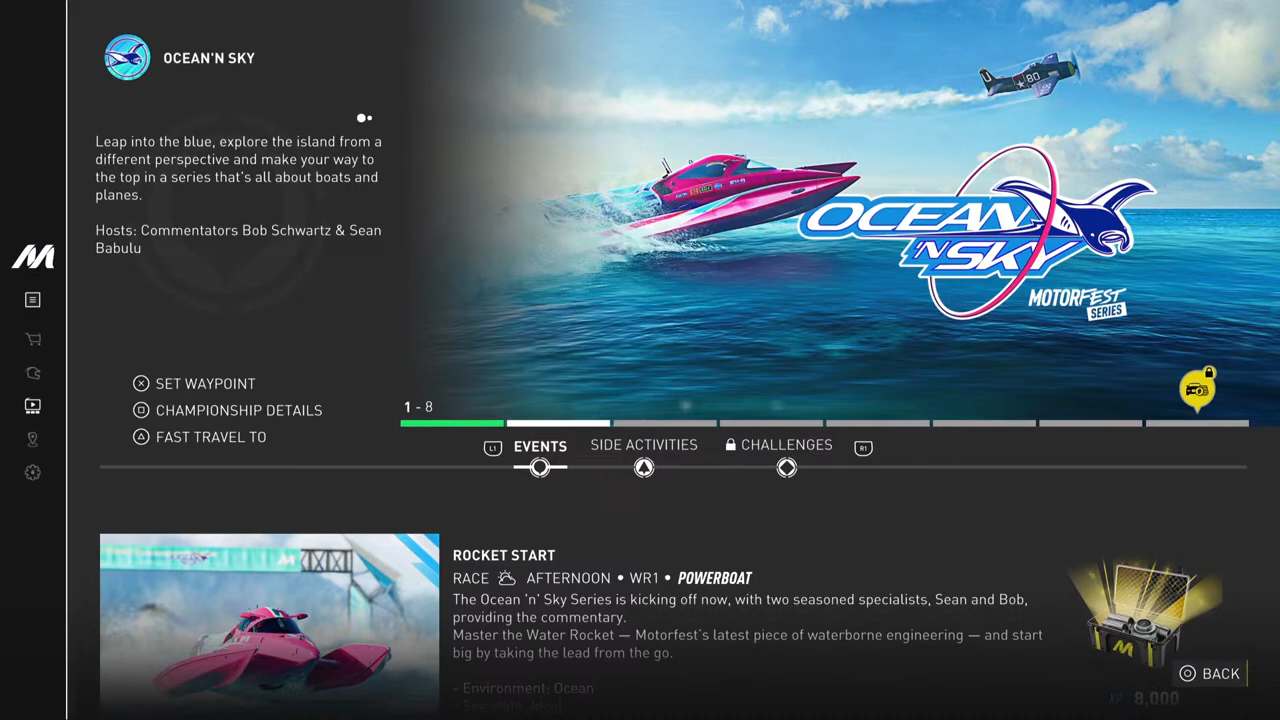 OCEAN'N SKY
Leap into the blue, explore the island from a
different perspective and make your way to
the top in a series that's all about boats and
planes.
Hosts: Commentators Bob Schwartz & Sean
Babulu
U
80
OCEAN
'N SKY
MOTORFEST
SERIES
SET WAYPOINT
CHAMPIONSHIP DETAILS
FAST TRAVEL TO
1 - 8
L1
EVENTS
SIDE ACTIVITIES
CHALLENGES
R1
ROCKET START
RACE AFTERNOON • WR1 • POWERBOAT
The Ocean 'n' Sky Series is kicking off now, with two seasoned specialists, Sean and Bob,
providing the commentary.
Master the Water Rocket — Motorfest's latest piece of waterborne engineering — and start
big by taking the lead from the go.
- Environment: Ocean
BACK
XP 8,000